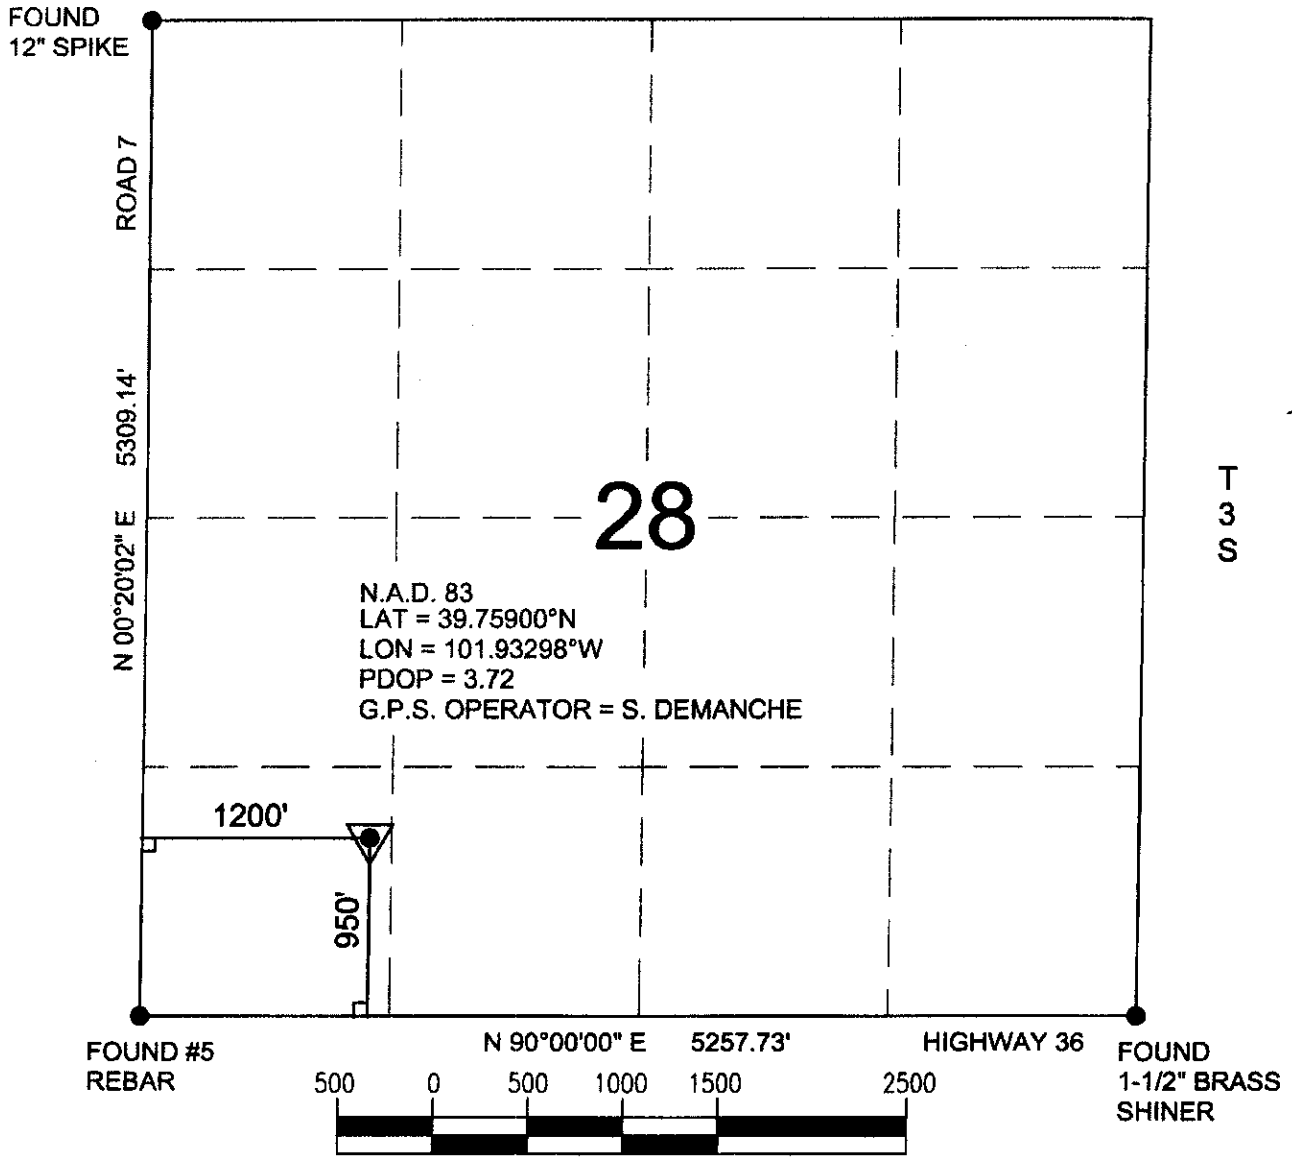 FOUND
12" SPIKE
ROAD 7
N 00°20'02" E 5309.14'
28
T
3
S
N.A.D. 83
LAT = 39.75900°N
LON = 101.93298°W
PDOP = 3.72
G.P.S. OPERATOR = S. DEMANCHE
1200'
950'
FOUND #5
REBAR
N 90°00'00" E 5257.73'
HIGHWAY 36
FOUND
1-1/2" BRASS
SHINER
500 0 500 1000 1500 2500